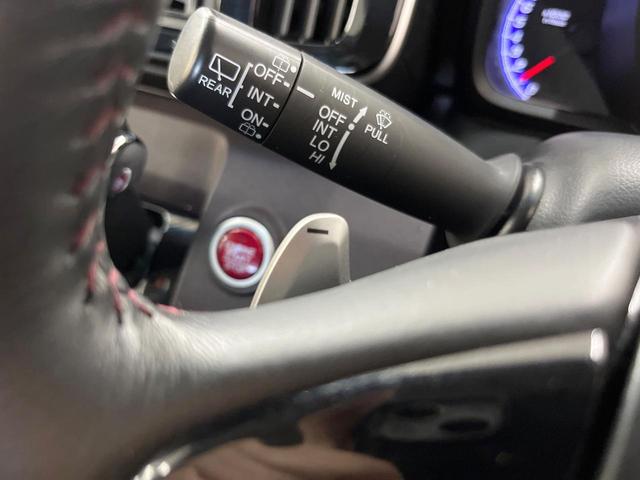 REAR
OFF
INT
ON
MIST
OFF
INT
LO
HI
PULL